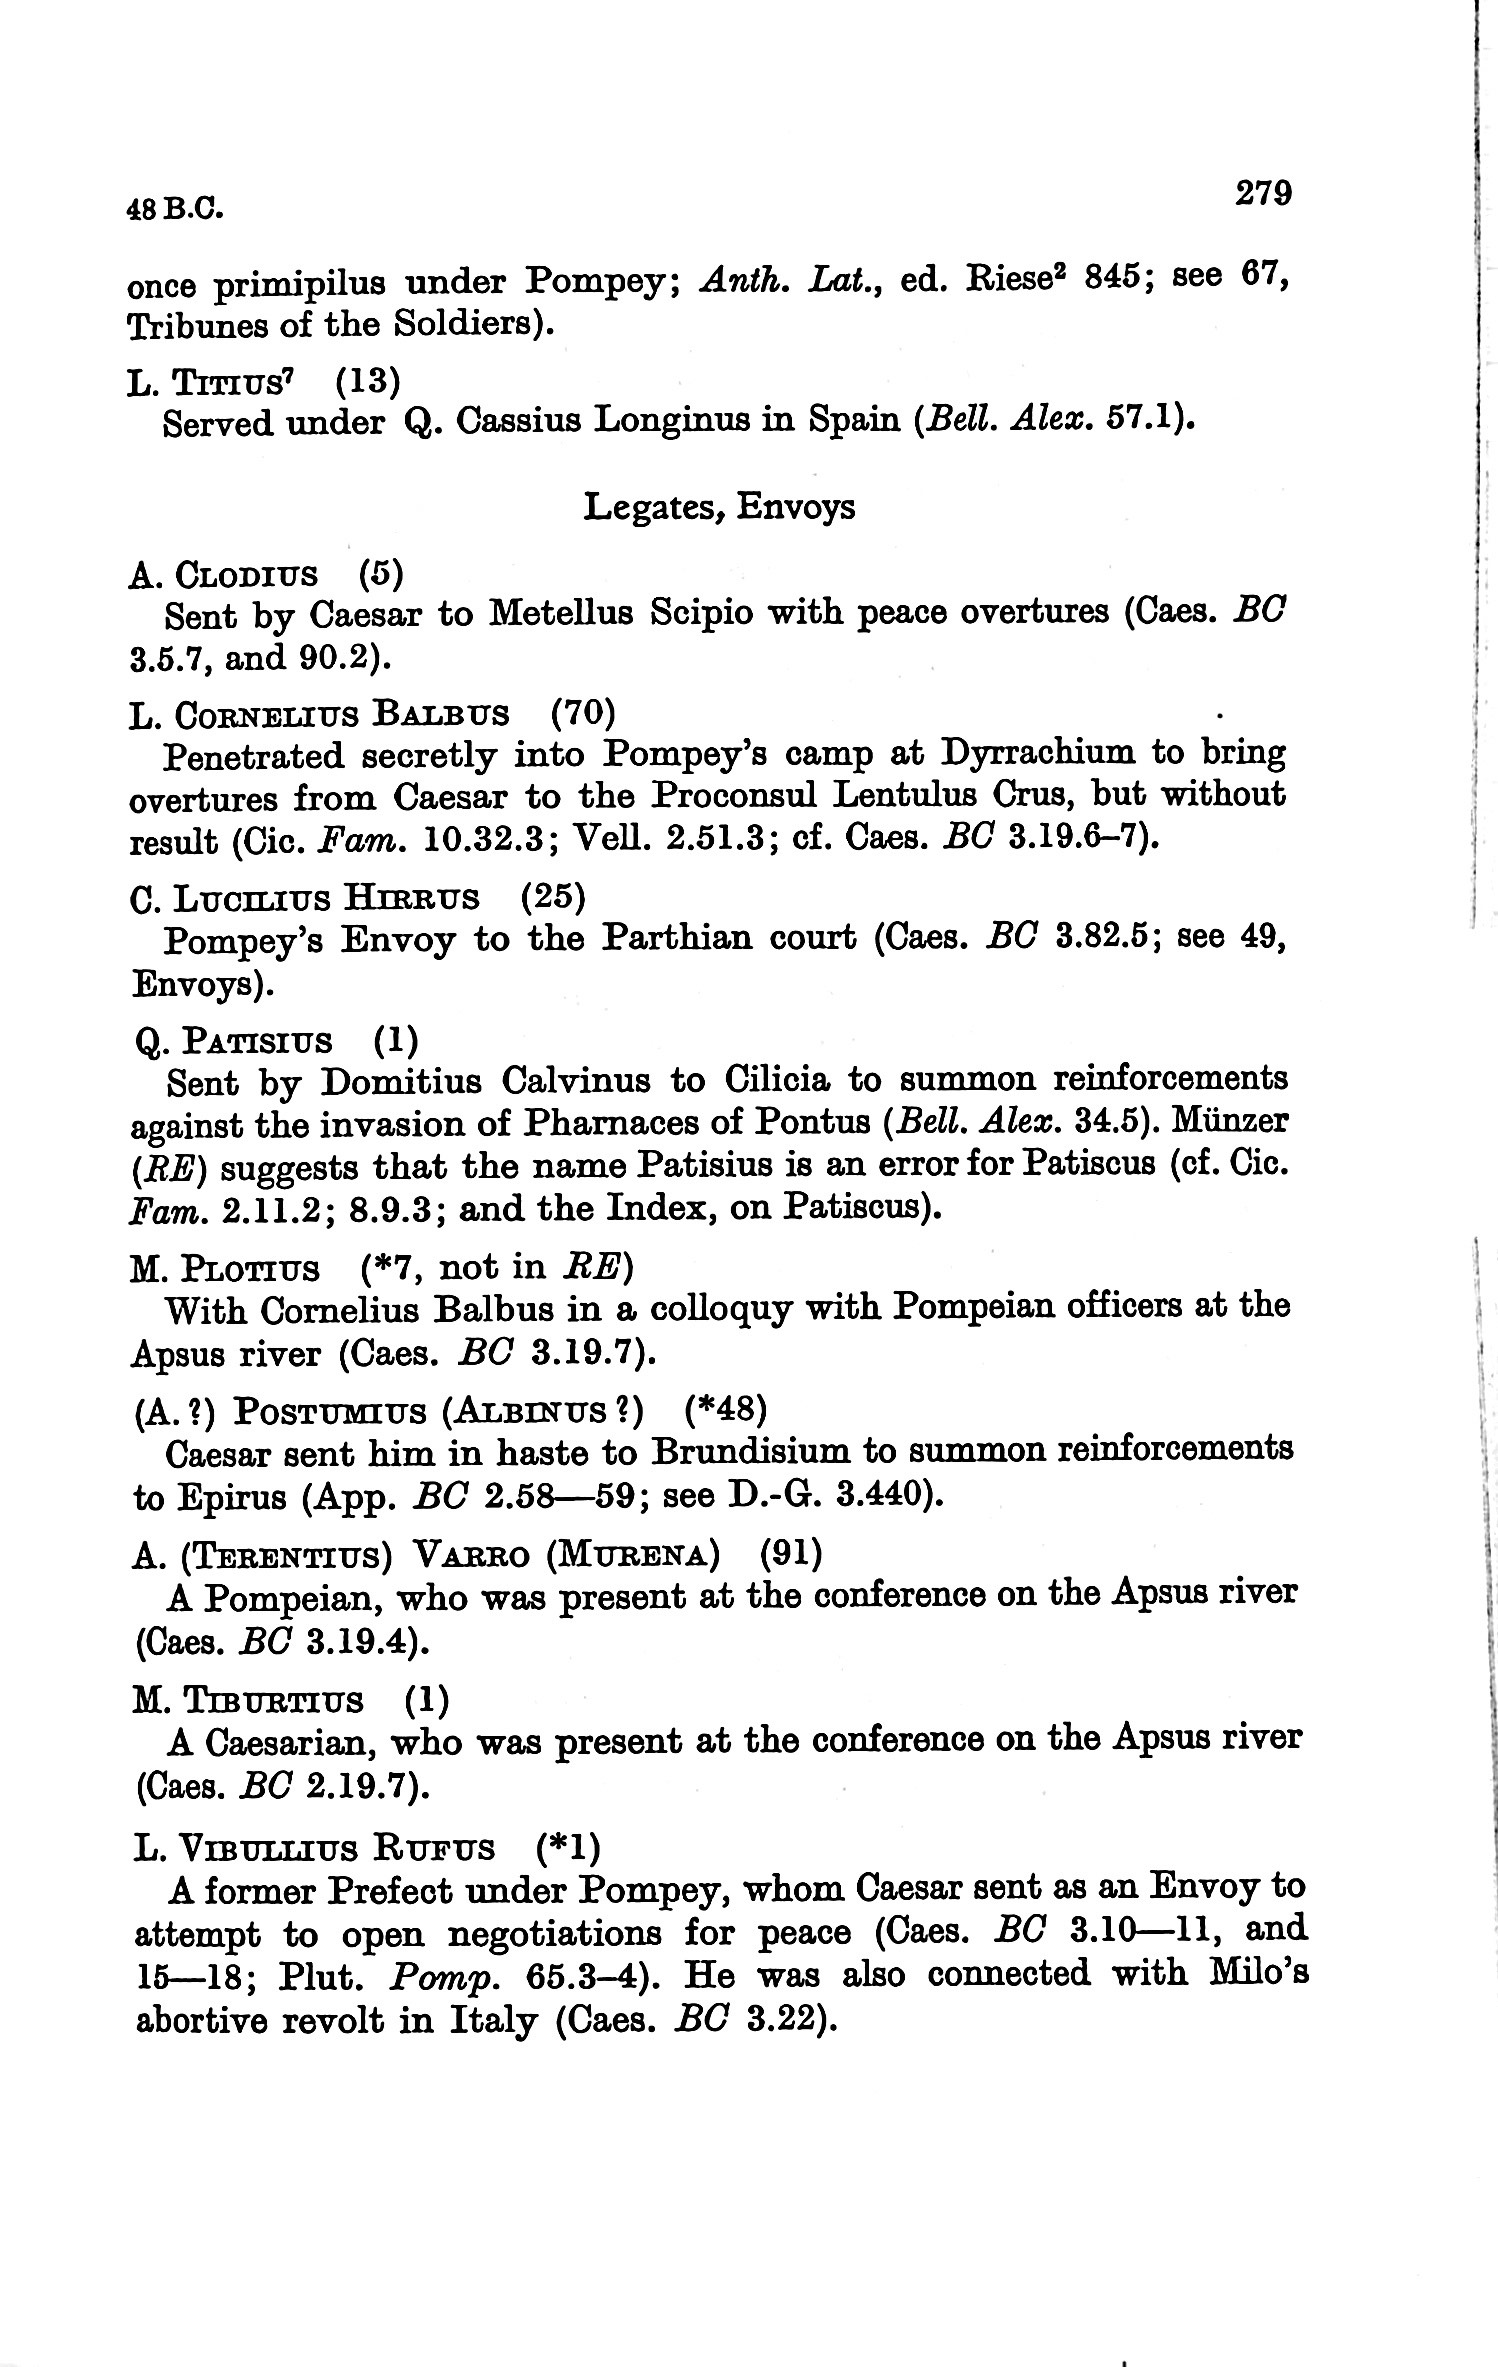 48 B.C.
279
once primipilus under Pompey; Anth. Lat., ed. Riese² 845; see 67,
Tribunes of the Soldiers).
L. TITIUS⁷ (13)
Served under Q. Cassius Longinus in Spain (Bell. Alex. 57.1).
Legates, Envoys
A. CLODIUS (5)
Sent by Caesar to Metellus Scipio with peace overtures (Caes. BC
3.5.7, and 90.2).
L. CORNELIUS BALBUS (70)
Penetrated secretly into Pompey's camp at Dyrrachium to bring
overtures from Caesar to the Proconsul Lentulus Crus, but without
result (Cic. Fam. 10.32.3; Vell. 2.51.3; cf. Caes. BC 3.19.6–7).
C. LUCILIUS HIRRUS (25)
Pompey's Envoy to the Parthian court (Caes. BC 3.82.5; see 49,
Envoys).
Q. PATISIUS (1)
Sent by Domitius Calvinus to Cilicia to summon reinforcements
against the invasion of Pharnaces of Pontus (Bell. Alex. 34.5). Münzer
(RE) suggests that the name Patisius is an error for Patiscus (cf. Cic.
Fam. 2.11.2; 8.9.3; and the Index, on Patiscus).
M. PLOTIUS (*7, not in RE)
With Cornelius Balbus in a colloquy with Pompeian officers at the
Apsus river (Caes. BC 3.19.7).
(A.?) POSTUMIUS (ALBINUS?) (*48)
Caesar sent him in haste to Brundisium to summon reinforcements
to Epirus (App. BC 2.58—59; see D.-G. 3.440).
A. (TERENTIUS) VARRO (MURENA) (91)
A Pompeian, who was present at the conference on the Apsus river
(Caes. BC 3.19.4).
M. TIBURTIUS (1)
A Caesarian, who was present at the conference on the Apsus river
(Caes. BC 2.19.7).
L. VIBULLIUS RUFUS (*1)
A former Prefect under Pompey, whom Caesar sent as an Envoy to
attempt to open negotiations for peace (Caes. BC 3.10—11, and
15—18; Plut. Pomp. 65.3–4). He was also connected with Milo's
abortive revolt in Italy (Caes. BC 3.22).